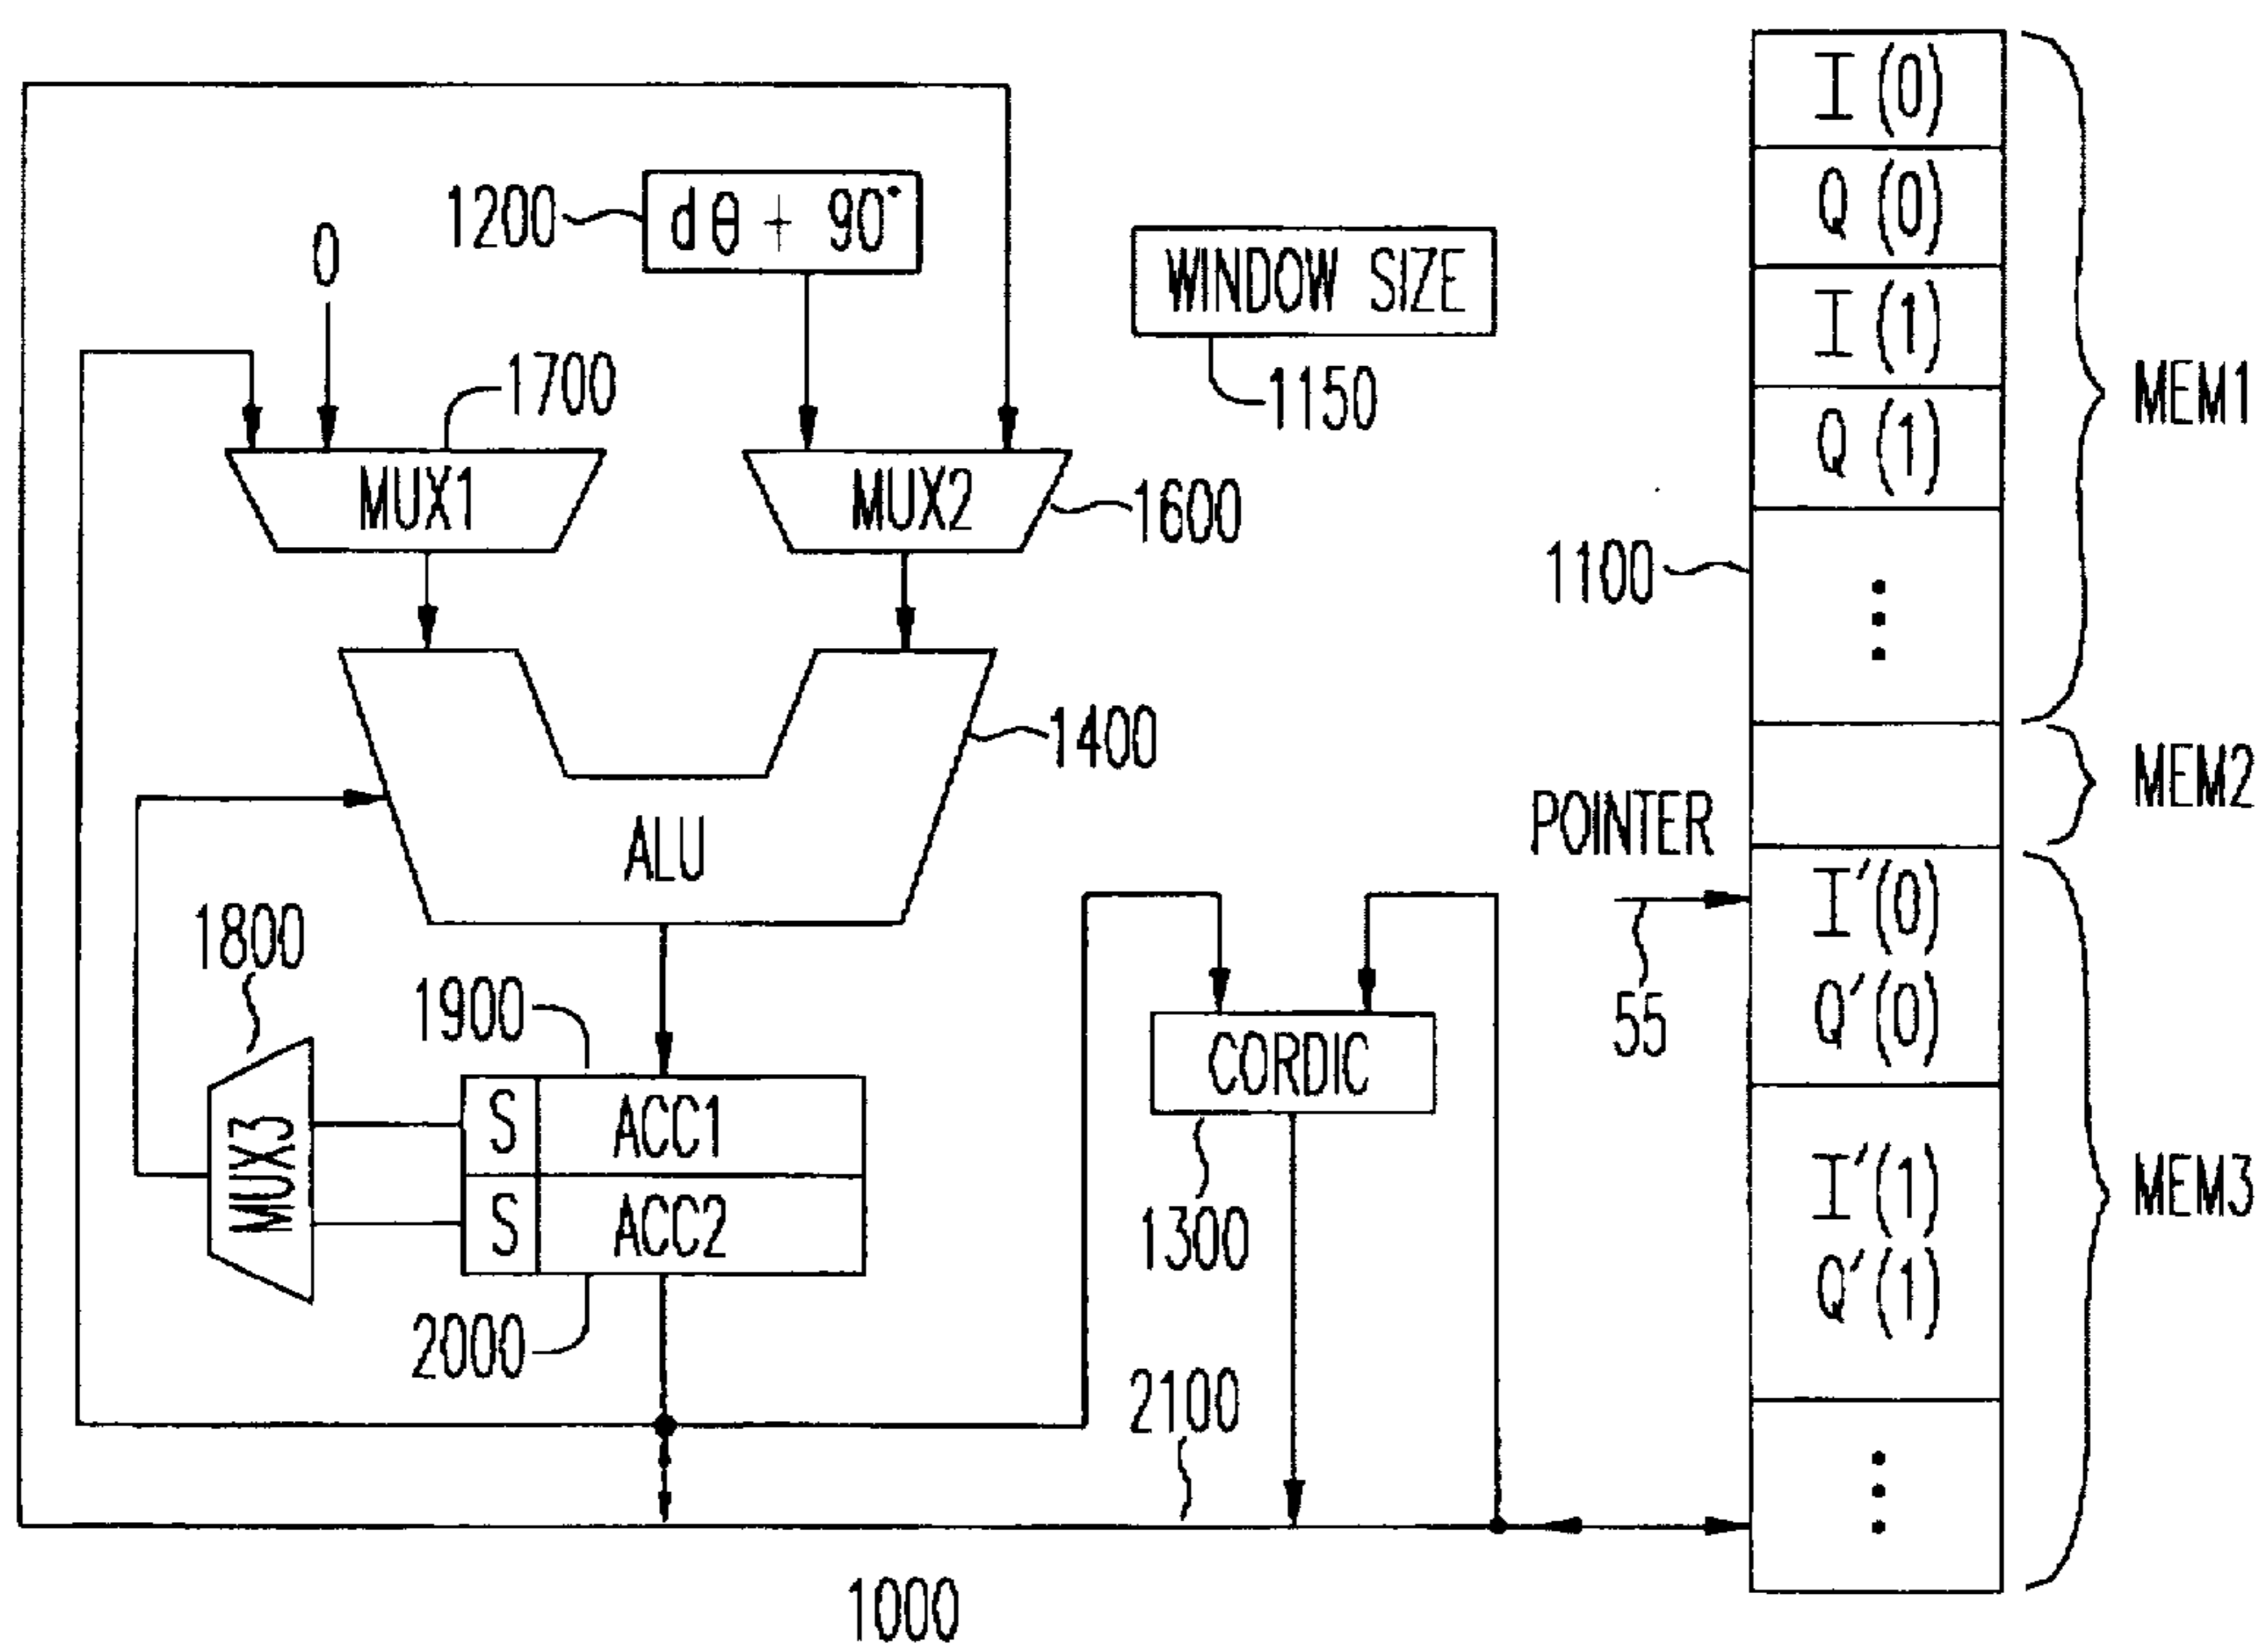 I (0)
Q (0)
I (1)
Q (1)
MEM1
1200
dθ + 90°
0
WINDOW SIZE
1150
1700
MUX1
MUX2
1600
1100
1400
MEM2
POINTER
ALU
55
I'(0)
Q'(0)
1800
1900
CORDIC
S ACC1
S ACC2
MUX3
1300
I'(1)
Q'(1)
MEM3
2000
2100
1000